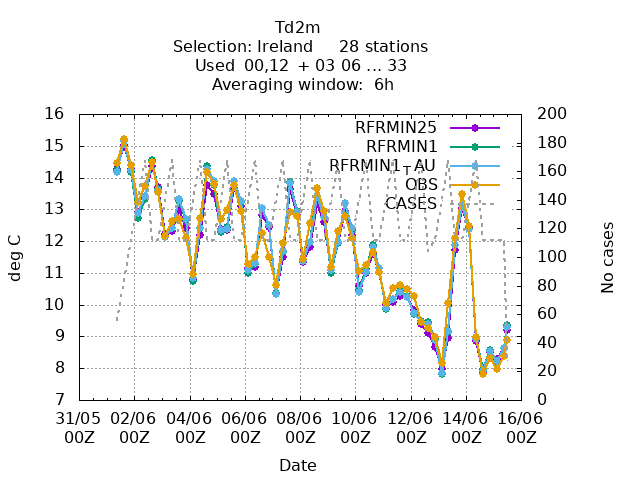 Td2m
Selection: Ireland 28 stations
Used 00,12 + 03 06 ... 33
Averaging window: 6h
16
15
14
13
12
11
10
9
8
7
deg C
200
180
160
140
120
100
80
60
40
20
0
No cases
RFRMIN25
RFRMIN1
RFRMIN1-AU
OBS
CASES
31/05 02/06 04/06 06/06 08/06 10/06 12/06 14/06 16/06
00Z 00Z 00Z 00Z 00Z 00Z 00Z 00Z 00Z
Date